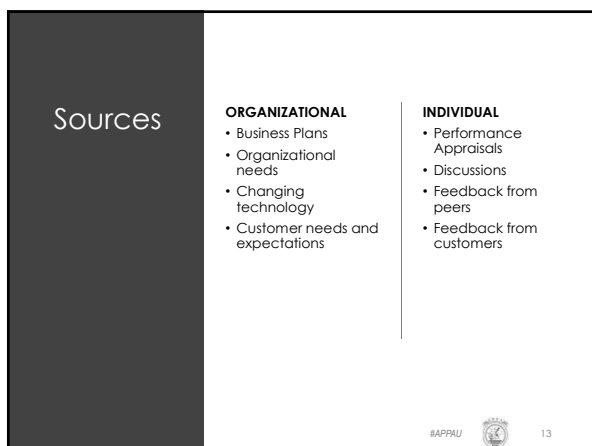 Sources
ORGANIZATIONAL
• Business Plans
• Organizational
needs
• Changing
technology
• Customer needs and
expectations
INDIVIDUAL
• Performance
Appraisals
• Discussions
• Feedback from
peers
• Feedback from
customers
#APPAU
13